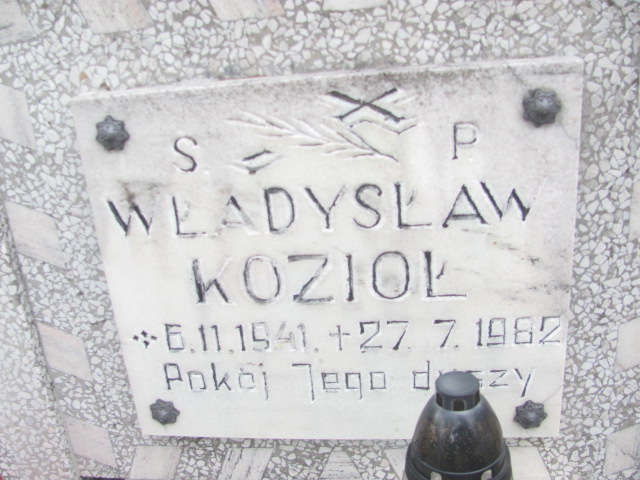 S. P.
WŁADYSŁAW
KOZIOŁ
6.11.1941. + 27. 7. 1982
Pokój Jego duszy